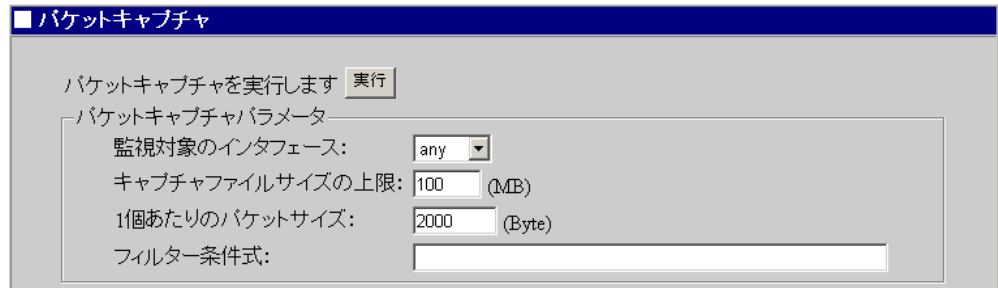 ■ パケットキャプチャ
パケットキャプチャを実行します 実行
パケットキャプチャパラメータ
監視対象のインタフェース: any
キャプチャファイルサイズの上限: 100 (MB)
1個あたりのパケットサイズ: 2000 (Byte)
フィルター条件式: